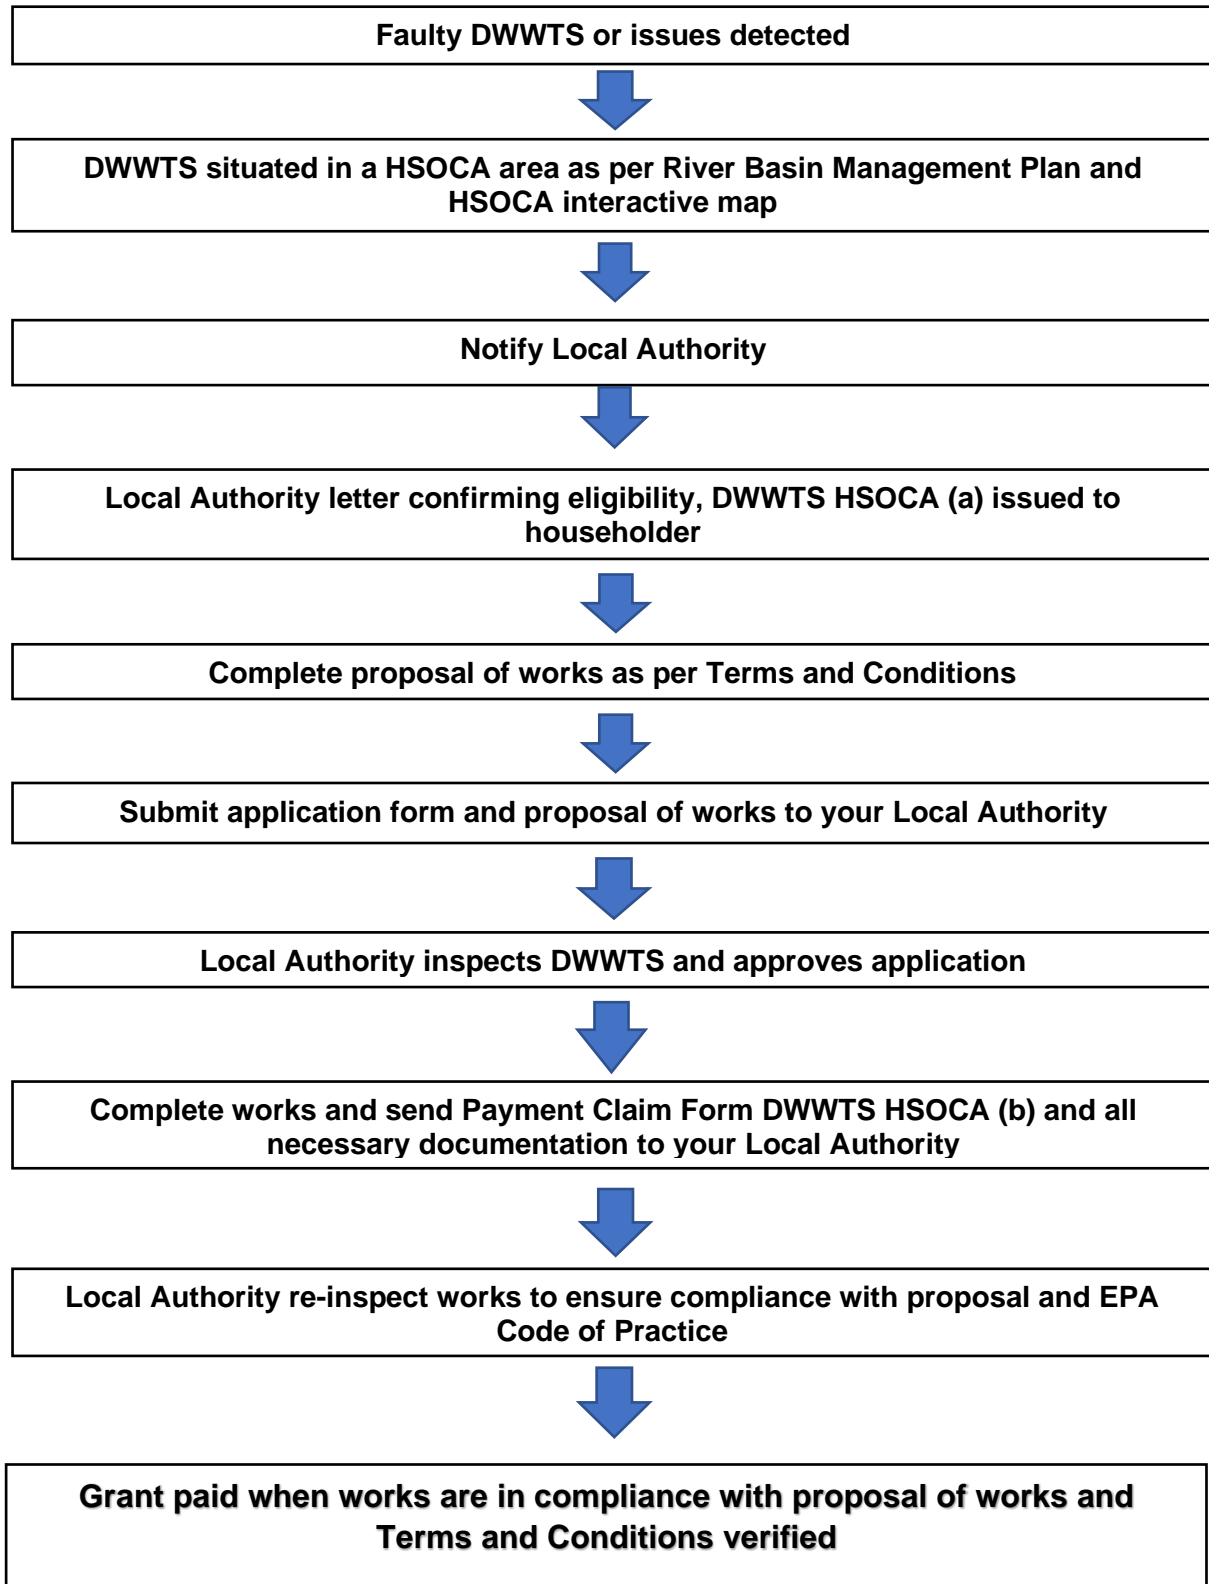 Faulty DWWTS or issues detected
DWWTS situated in a HSOCA area as per River Basin Management Plan and
HSOCA interactive map
Notify Local Authority
Local Authority letter confirming eligibility, DWWTS HSOCA (a) issued to
householder
Complete proposal of works as per Terms and Conditions
Submit application form and proposal of works to your Local Authority
Local Authority inspects DWWTS and approves application
Complete works and send Payment Claim Form DWWTS HSOCA (b) and all
necessary documentation to your Local Authority
Local Authority re-inspect works to ensure compliance with proposal and EPA
Code of Practice
Grant paid when works are in compliance with proposal of works and
Terms and Conditions verified